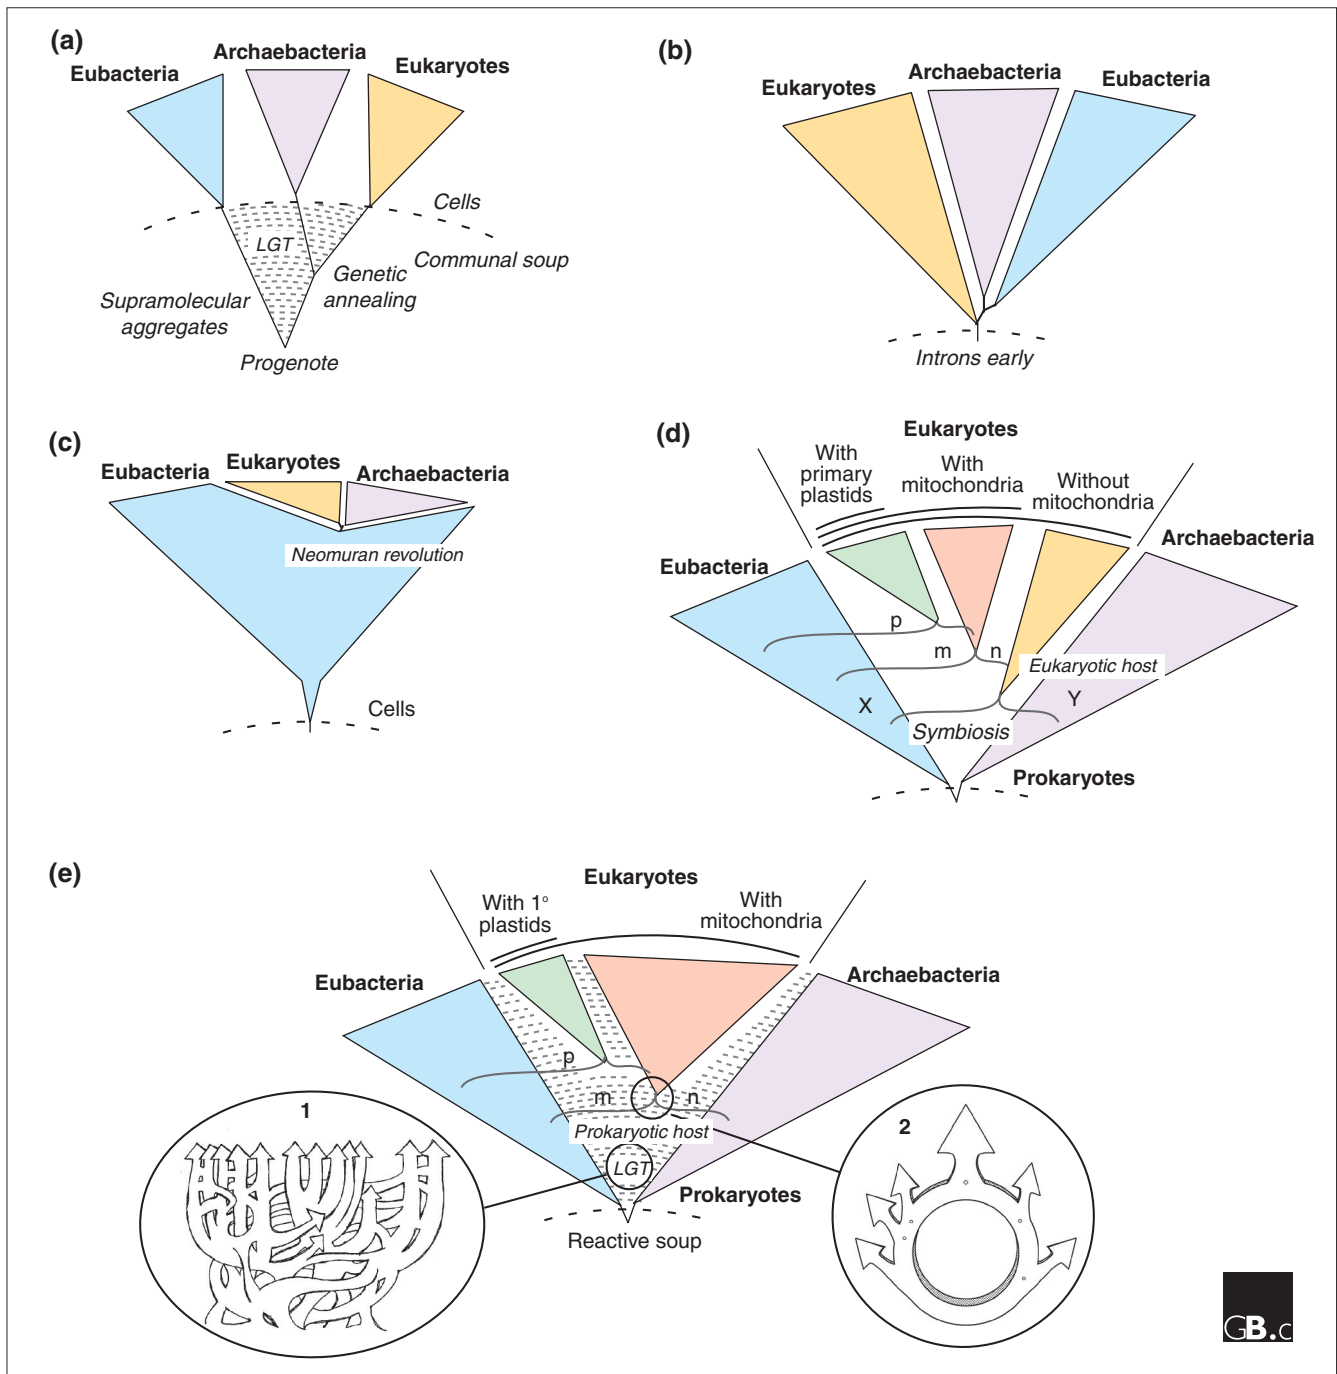 (a)
Eubacteria
Archaebacteria
Eukaryotes
Cells
LGT
Communal soup
Genetic
annealing
Supramolecular
aggregates
Progenote
(b)
Eukaryotes
Archaebacteria
Eubacteria
Introns early
(c)
Eubacteria
Eukaryotes
Archaebacteria
Neomuran revolution
Cells
(d)
Eukaryotes
With
primary
plastids
With
mitochondria
Without
mitochondria
Eubacteria
Archaebacteria
p
m
n
Eukaryotic host
X
Y
Symbiosis
Prokaryotes
(e)
Eukaryotes
With 1°
plastids
With
mitochondria
Eubacteria
Archaebacteria
p
m
n
Prokaryotic host
LGT
Prokaryotes
Reactive soup
1
2
GB.c